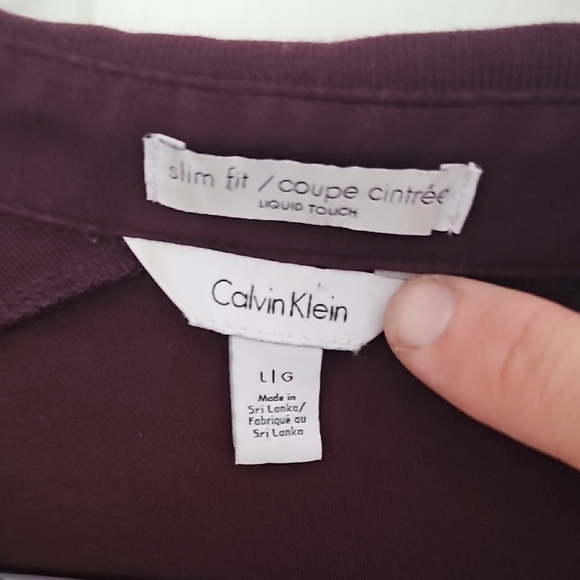 slim fit / coupe cintrée
LIQUID TOUCH
Calvin Klein
L|G
Made in
Sri Lanka/
Fabriqué au
Sri Lanka